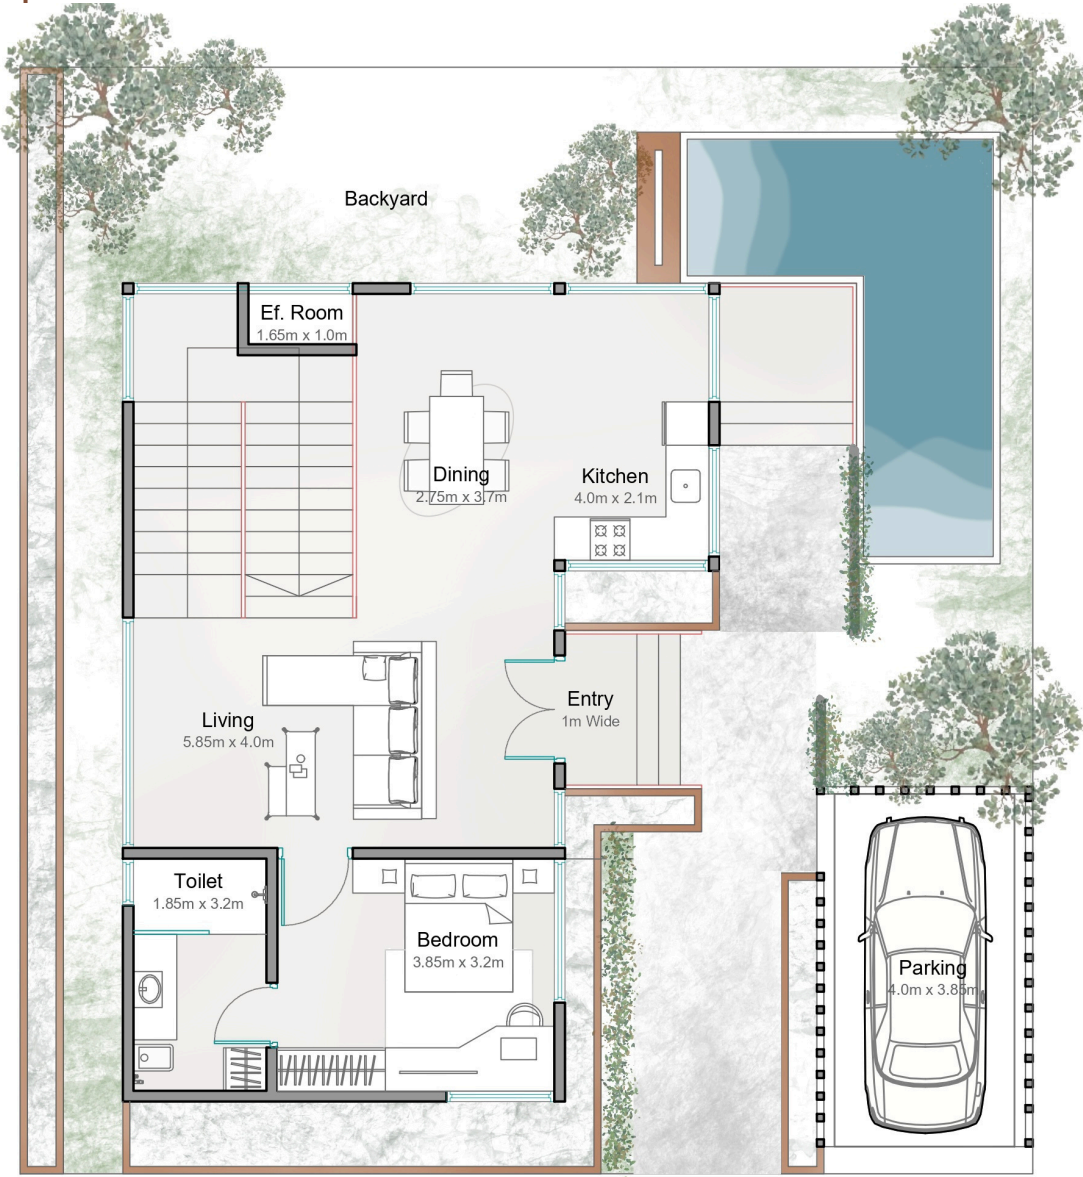 Backyard
Ef. Room
1.65m x 1.0m
Dining
2.75m x 3.7m
Kitchen
4.0m x 2.1m
Entry
1m Wide
Living
5.85m x 4.0m
Toilet
1.85m x 3.2m
Bedroom
3.85m x 3.2m
Parking
4.0m x 3.85m